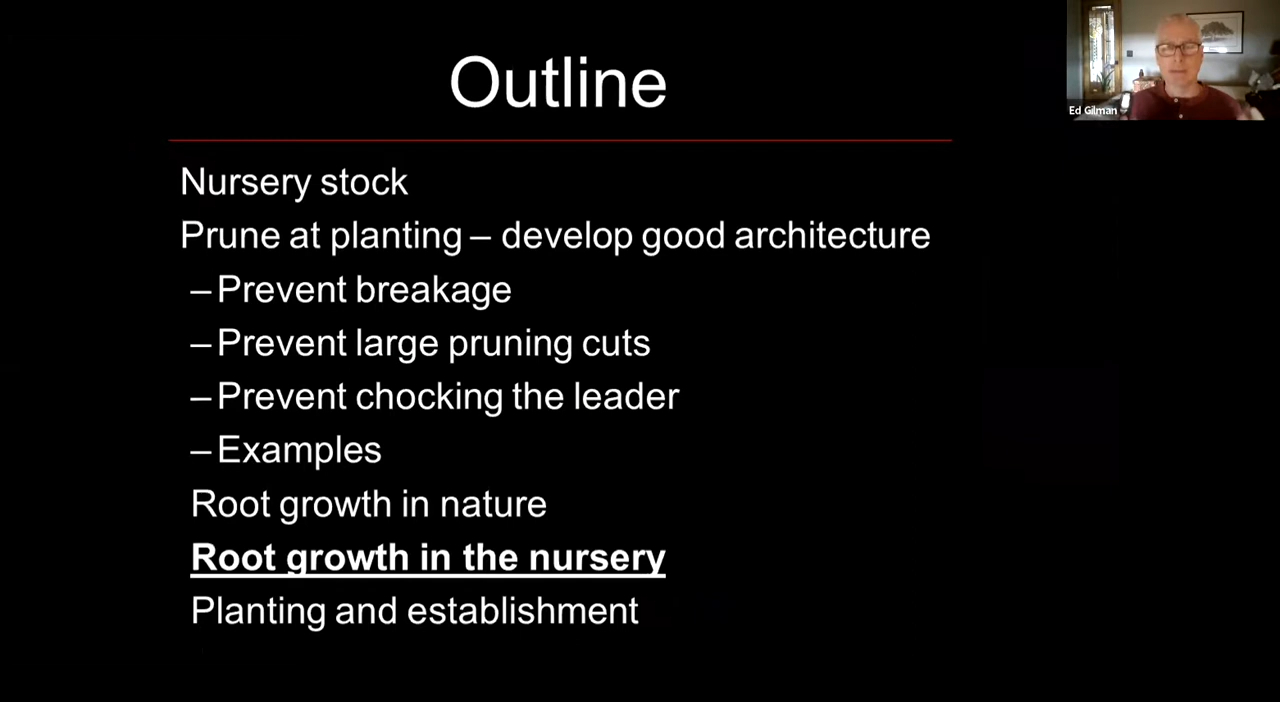 Outline
Ed Gilman
Nursery stock
Prune at planting – develop good architecture
– Prevent breakage
– Prevent large pruning cuts
– Prevent chocking the leader
– Examples
Root growth in nature
Root growth in the nursery
Planting and establishment